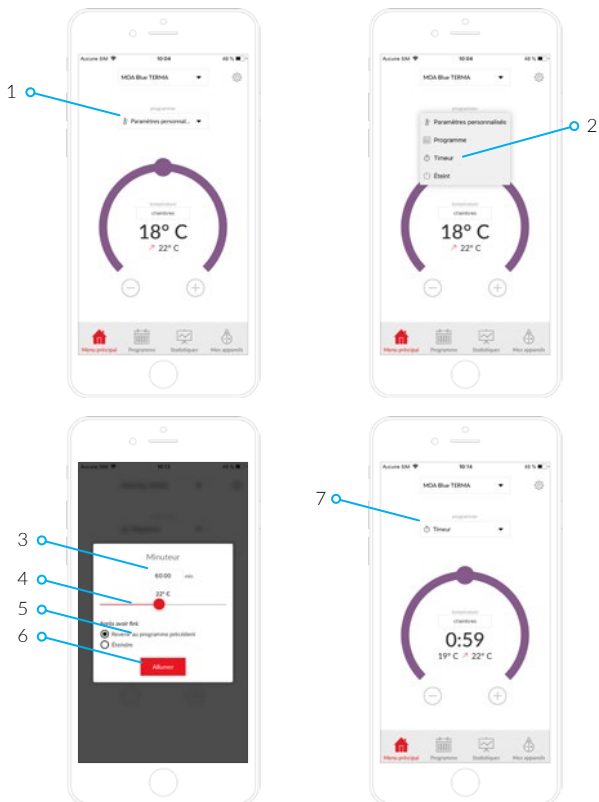 Aucune SIM 10:04 48 %
MOA Blue TERMA
programme
Paramètres personnal...
température
chambres
18° C
22° C
Menu principal Programme Statistiques Mes appareils
1
Aucune SIM 10:04 48 %
MOA Blue TERMA
programme
Paramètres personnalisés
Programme
Timeur
Éteint
température
chambres
18° C
22° C
Menu principal Programme Statistiques Mes appareils
2
Aucune SIM
Minuteur
60:00 min
22° C
Après avoir fini
Revenir au programme précédent
Éteindre
Allumer
3
4
5
6
Aucune SIM 10:14
MOA Blue TERMA
programme
Timeur
température
chambres
0:59
19° C 22° C
Menu principal Programme Statistiques Mes appareils
7